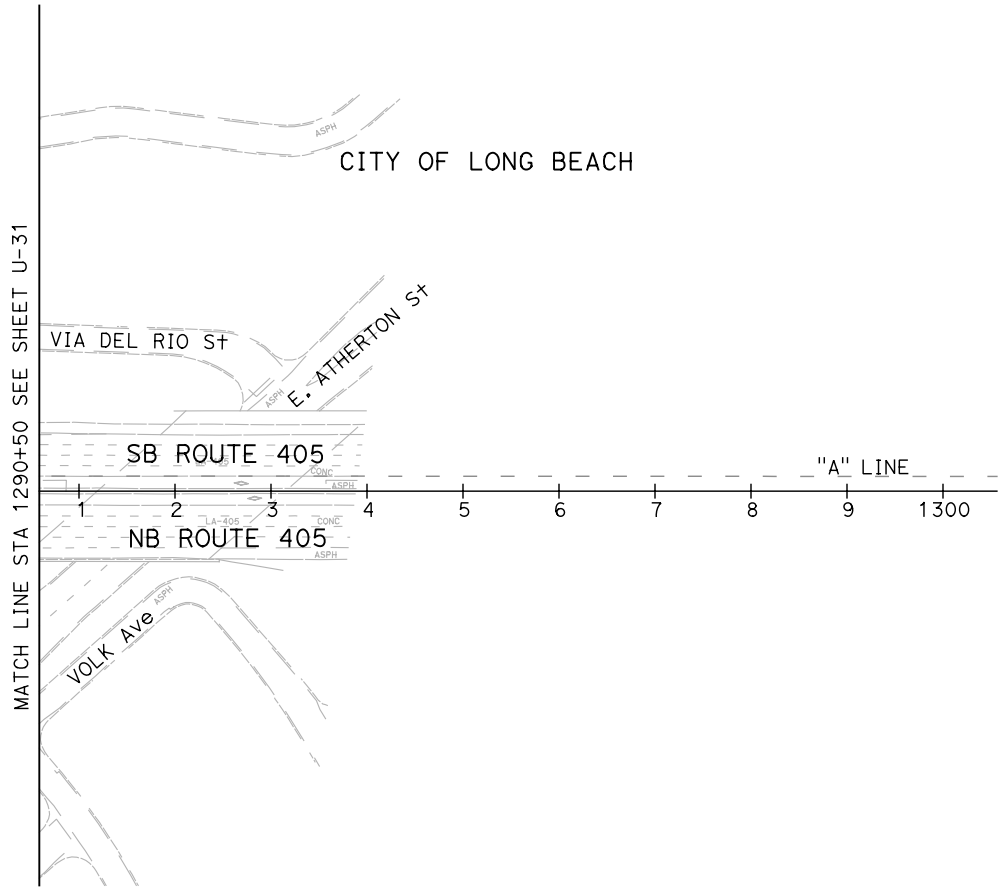 MATCH LINE STA 1290+50 SEE SHEET U-31
ASPH
CITY OF LONG BEACH
VIA DEL RIO St
E. ATHERTON St
ASPH
SB ROUTE 405
CONC
ASPH
"A" LINE
1 2 3 4 5 6 7 8 9 1300
LA-405
CONC
NB ROUTE 405
ASPH
ASPH
VOLK Ave